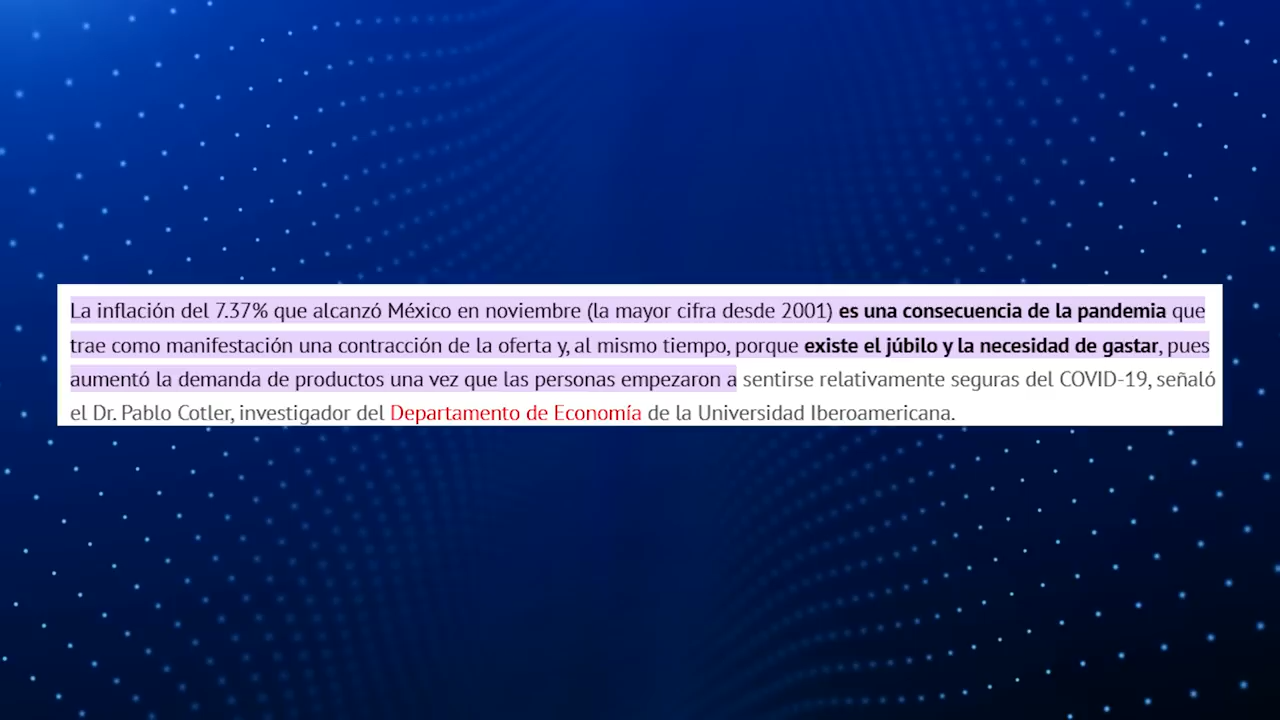 La inflación del 7.37% que alcanzó México en noviembre (la mayor cifra desde 2001) es una consecuencia de la pandemia que
trae como manifestación una contracción de la oferta y, al mismo tiempo, porque existe el júbilo y la necesidad de gastar, pues
aumentó la demanda de productos una vez que las personas empezaron a sentirse relativamente seguras del COVID-19, señaló
el Dr. Pablo Cotler, investigador del Departamento de Economía de la Universidad Iberoamericana.